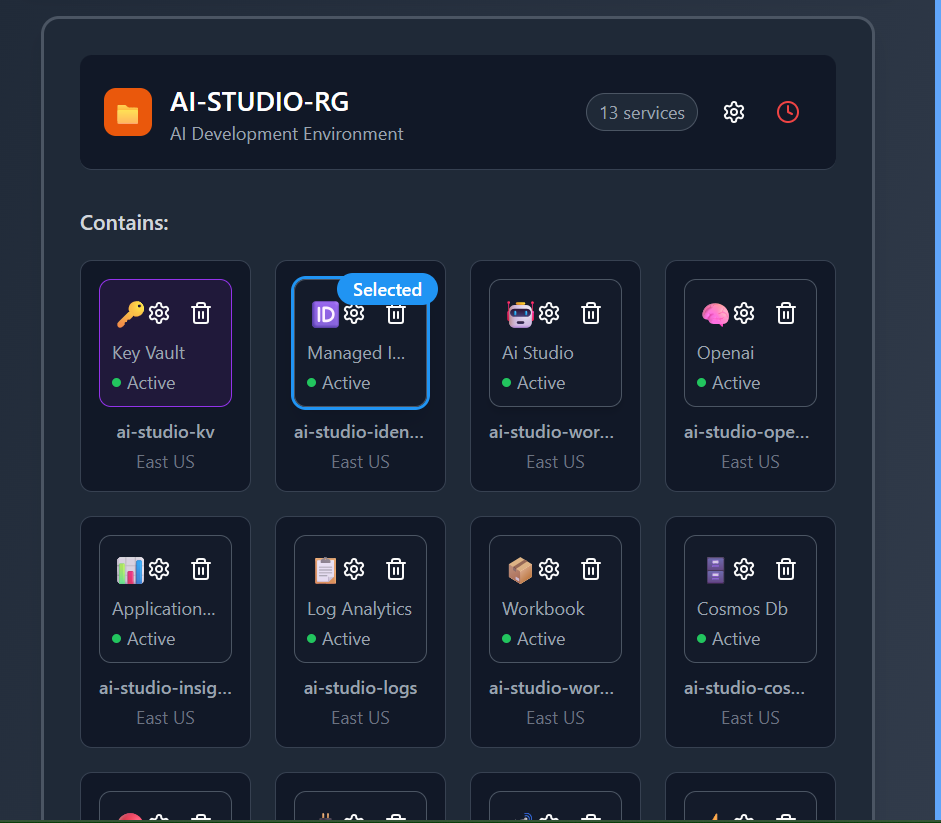 AI-STUDIO-RG
AI Development Environment
13 services
Contains:
Selected
Key Vault
Active
ai-studio-kv
East US
ID
Managed I...
Active
ai-studio-iden...
East US
Ai Studio
Active
ai-studio-wor...
East US
Openai
Active
ai-studio-ope...
East US
Application...
Active
ai-studio-insig...
East US
Log Analytics
Active
ai-studio-logs
East US
Workbook
Active
ai-studio-wor...
East US
Cosmos Db
Active
ai-studio-cos...
East US